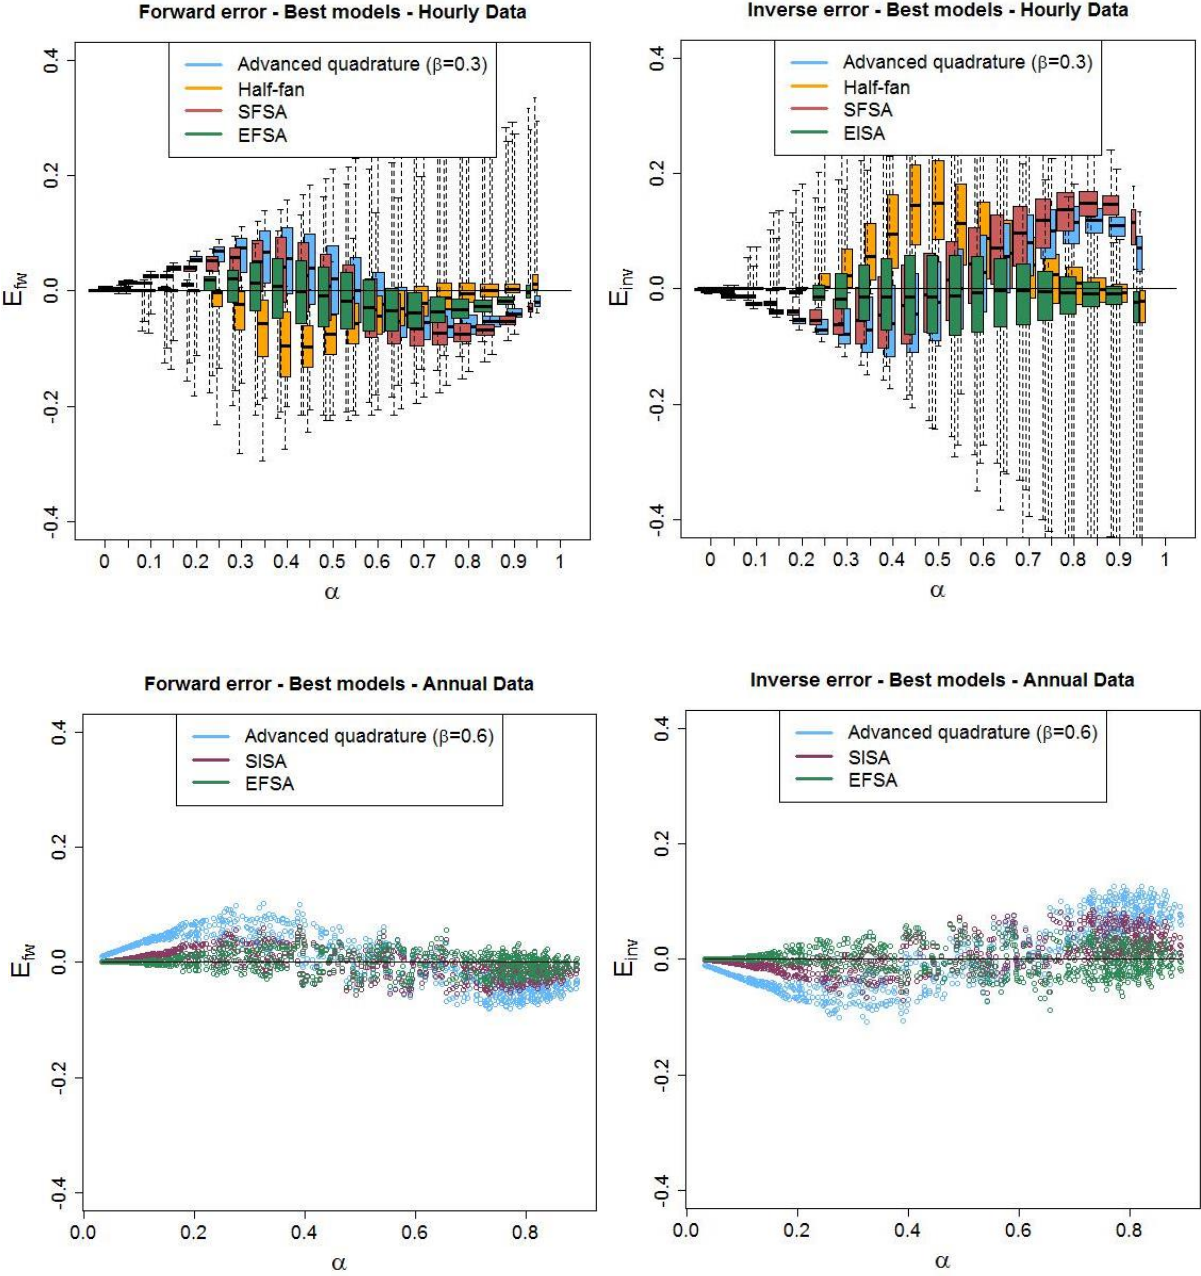 Forward error - Best models - Hourly Data
Advanced quadrature (β=0.3)
Half-fan
SFSA
EFSA
0.4
0.2
0.0
-0.2
-0.4
E_fw
0 0.1 0.2 0.3 0.4 0.5 0.6 0.7 0.8 0.9 1
α
Inverse error - Best models - Hourly Data
Advanced quadrature (β=0.3)
Half-fan
SFSA
EISA
0.4
0.2
0.0
-0.2
-0.4
E_inv
0 0.1 0.2 0.3 0.4 0.5 0.6 0.7 0.8 0.9 1
α
Forward error - Best models - Annual Data
Advanced quadrature (β=0.6)
SISA
EFSA
0.4
0.2
0.0
-0.2
-0.4
E_fw
0.0 0.2 0.4 0.6 0.8
α
Inverse error - Best models - Annual Data
Advanced quadrature (β=0.6)
SISA
EFSA
0.4
0.2
0.0
-0.2
-0.4
E_inv
0.0 0.2 0.4 0.6 0.8
α